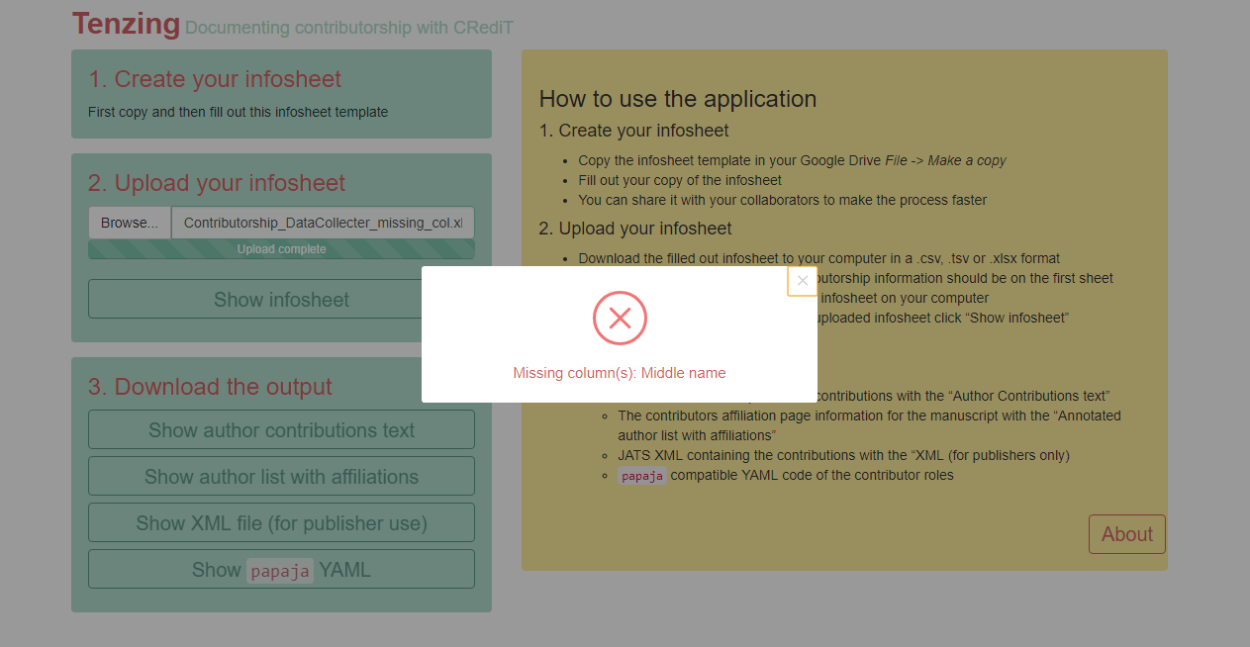 Tenzing Documenting contributorship with CRediT
1. Create your infosheet
First copy and then fill out this infosheet template
2. Upload your infosheet
Browse... Contributorship_DataCollecter_missing_col.xl
Upload complete
Show infosheet
3. Download the output
Show author contributions text
Show author list with affiliations
Show XML file (for publisher use)
Show papaja YAML
How to use the application
1. Create your infosheet
Copy the infosheet template in your Google Drive File -> Make a copy
Fill out your copy of the infosheet
You can share it with your collaborators to make the process faster
2. Upload your infosheet
Download the filled out infosheet to your computer in a .csv, .tsv or .xlsx format
information should be on the first sheet
infosheet on your computer
uploaded infosheet click “Show infosheet”
contributions with the “Author Contributions text”
The contributors affiliation page information for the manuscript with the “Annotated
author list with affiliations”
JATS XML containing the contributions with the “XML (for publishers only)
papaja compatible YAML code of the contributor roles
About
×
Missing column(s): Middle name